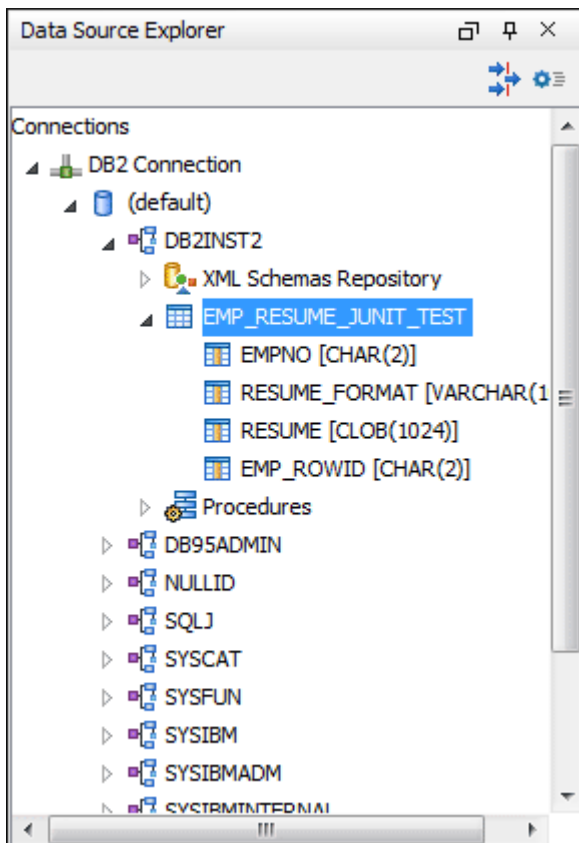 Data Source Explorer
Connections
DB2 Connection
(default)
DB2INST2
XML Schemas Repository
EMP_RESUME_JUNIT_TEST
EMPNO [CHAR(2)]
RESUME_FORMAT [VARCHAR(1
RESUME [CLOB(1024)]
EMP_ROWID [CHAR(2)]
Procedures
DB95ADMIN
NULLID
SQLJ
SYSCAT
SYSFUN
SYSIBM
SYSIBMADM
SYSIBMINTERNAL